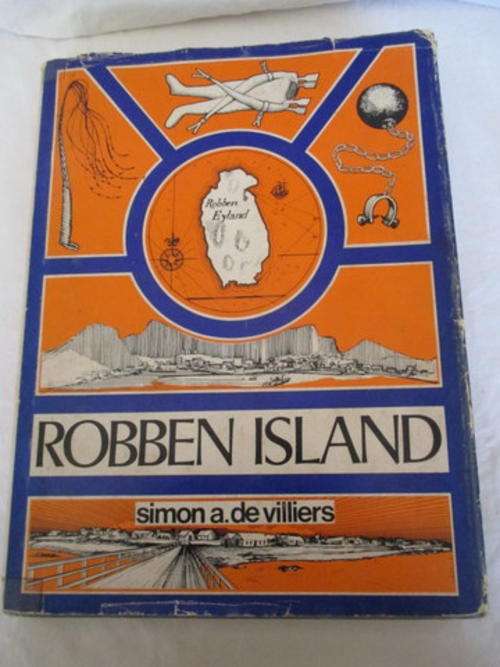 Robben
Eyland
ROBBEN ISLAND
simon a. de villiers